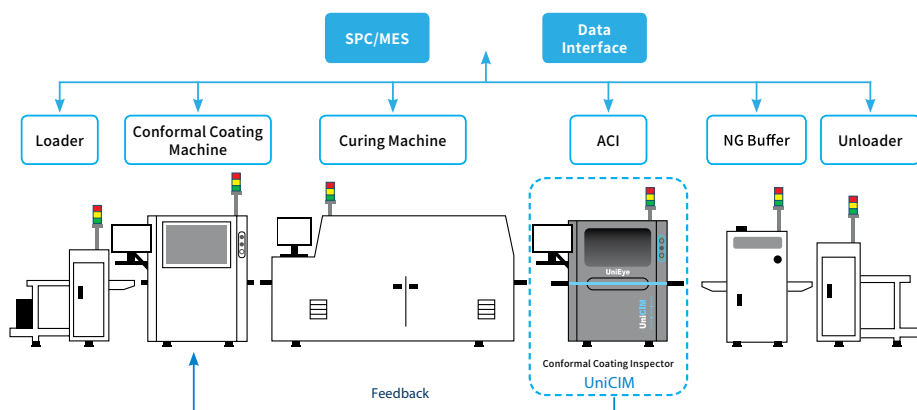 SPC/MES
Data
Interface
Loader
Conformal Coating
Machine
Curing Machine
ACI
NG Buffer
Unloader
UniEye
UniCIM
Conformal Coating Inspector
UniCIM
Feedback